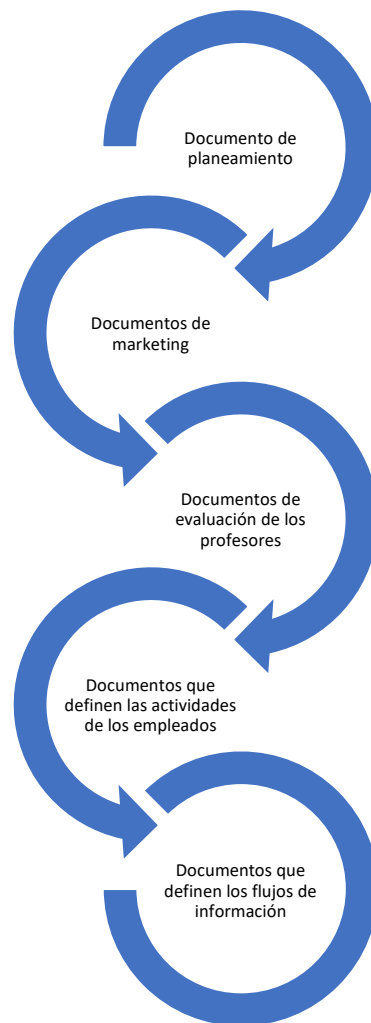 Documento de
planeamiento
Documentos de
marketing
Documentos de
evaluación de los
profesores
Documentos que
definen las actividades
de los empleados
Documentos que
definen los flujos de
información